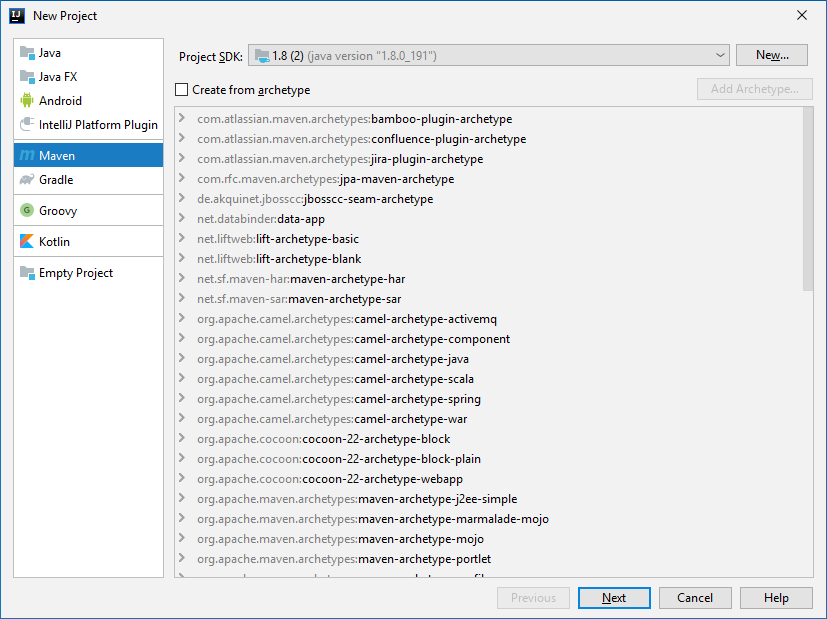 New Project
Java
Java FX
Android
IntelliJ Platform Plugin
Maven
Gradle
Groovy
Kotlin
Empty Project
Project SDK: 1.8 (2) (java version "1.8.0_191") New...
Create from archetype Add Archetype...
com.atlassian.maven.archetypes:bamboo-plugin-archetype
com.atlassian.maven.archetypes:confluence-plugin-archetype
com.atlassian.maven.archetypes:jira-plugin-archetype
com.rfc.maven.archetypes:jpa-maven-archetype
de.akquinet.jbosscc:jbosscc-seam-archetype
net.databinder:data-app
net.liftweb:lift-archetype-basic
net.liftweb:lift-archetype-blank
net.sf.maven-har:maven-archetype-har
net.sf.maven-sar:maven-archetype-sar
org.apache.camel.archetypes:camel-archetype-activemq
org.apache.camel.archetypes:camel-archetype-component
org.apache.camel.archetypes:camel-archetype-java
org.apache.camel.archetypes:camel-archetype-scala
org.apache.camel.archetypes:camel-archetype-spring
org.apache.camel.archetypes:camel-archetype-war
org.apache.cocoon:cocoon-22-archetype-block
org.apache.cocoon:cocoon-22-archetype-block-plain
org.apache.cocoon:cocoon-22-archetype-webapp
org.apache.maven.archetypes:maven-archetype-j2ee-simple
org.apache.maven.archetypes:maven-archetype-marmalade-mojo
org.apache.maven.archetypes:maven-archetype-mojo
org.apache.maven.archetypes:maven-archetype-portlet
Previous Next Cancel Help